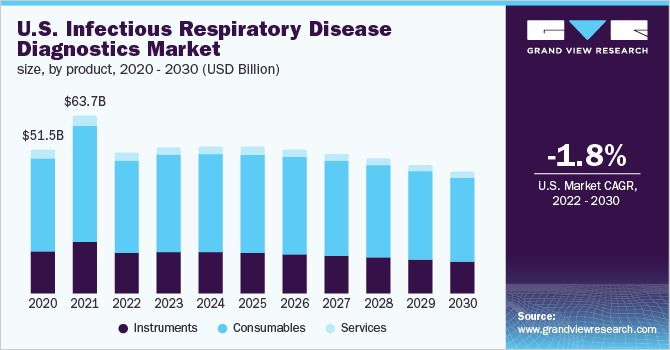 U.S. Infectious Respiratory Disease
Diagnostics Market
size, by product, 2020 - 2030 (USD Billion)
$51.5B
$63.7B
2020 2021 2022 2023 2024 2025 2026 2027 2028 2029 2030
Instruments Consumables Services
GRAND VIEW RESEARCH
-1.8%
U.S. Market CAGR,
2022 - 2030
Source:
www.grandviewresearch.com